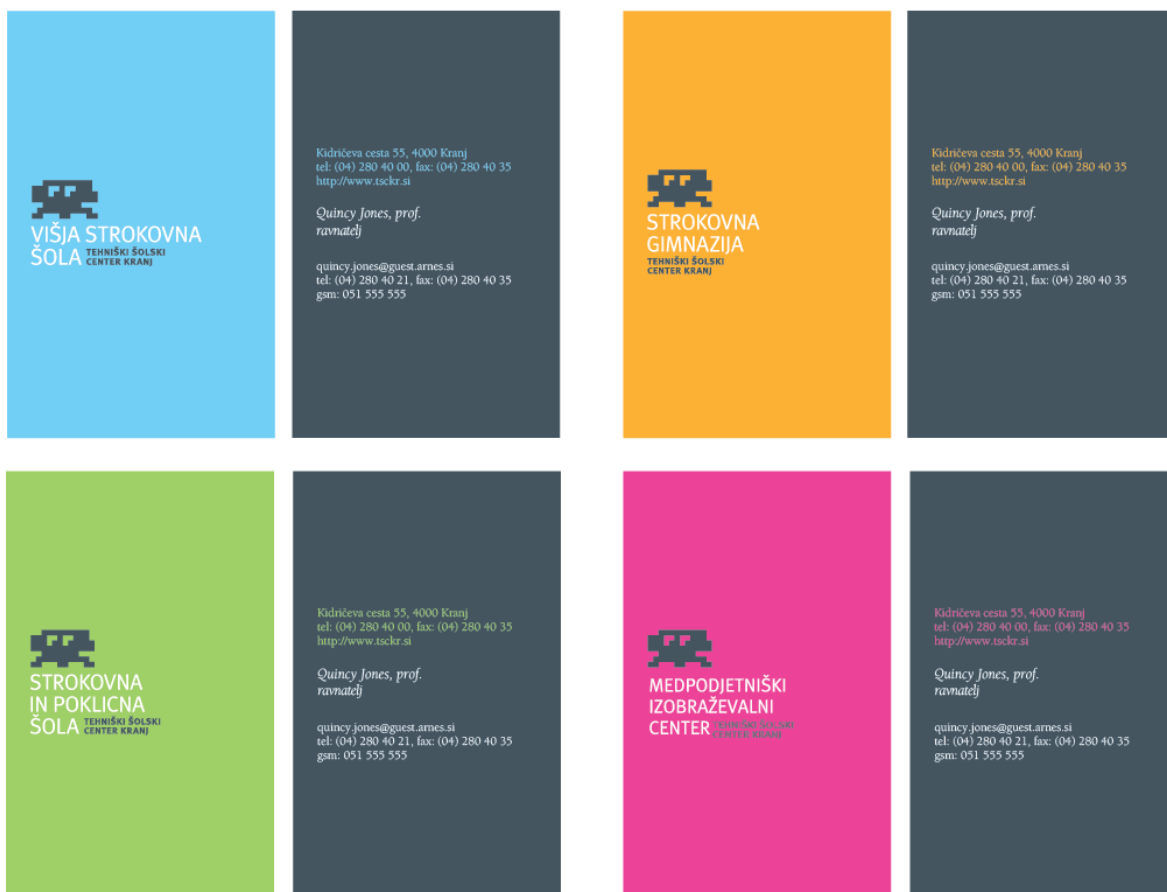 VIŠJA STROKOVNA
ŠOLA TEHNIŠKI ŠOLSKI
CENTER KRANJ
Kidričeva cesta 55, 4000 Kranj
tel: (04) 280 40 00, fax: (04) 280 40 35
http://www.tsckr.si
Quincy Jones, prof.
ravnatelj
quincy.jones@guest.arnes.si
tel: (04) 280 40 21, fax: (04) 280 40 35
gsm: 051 555 555
STROKOVNA
GIMNAZIJA
TEHNIŠKI ŠOLSKI
CENTER KRANJ
Kidričeva cesta 55, 4000 Kranj
tel: (04) 280 40 00, fax: (04) 280 40 35
http://www.tsckr.si
Quincy Jones, prof.
ravnatelj
quincy.jones@guest.arnes.si
tel: (04) 280 40 21, fax: (04) 280 40 35
gsm: 051 555 555
STROKOVNA
IN POKLICNA
ŠOLA TEHNIŠKI ŠOLSKI
CENTER KRANJ
Kidričeva cesta 55, 4000 Kranj
tel: (04) 280 40 00, fax: (04) 280 40 35
http://www.tsckr.si
Quincy Jones, prof.
ravnatelj
quincy.jones@guest.arnes.si
tel: (04) 280 40 21, fax: (04) 280 40 35
gsm: 051 555 555
MEDPODJETNIŠKI
IZOBRAŽEVALNI
CENTER TEHNIŠKI ŠOLSKI
CENTER KRANJ
Kidričeva cesta 55, 4000 Kranj
tel: (04) 280 40 00, fax: (04) 280 40 35
http://www.tsckr.si
Quincy Jones, prof.
ravnatelj
quincy.jones@guest.arnes.si
tel: (04) 280 40 21, fax: (04) 280 40 35
gsm: 051 555 555